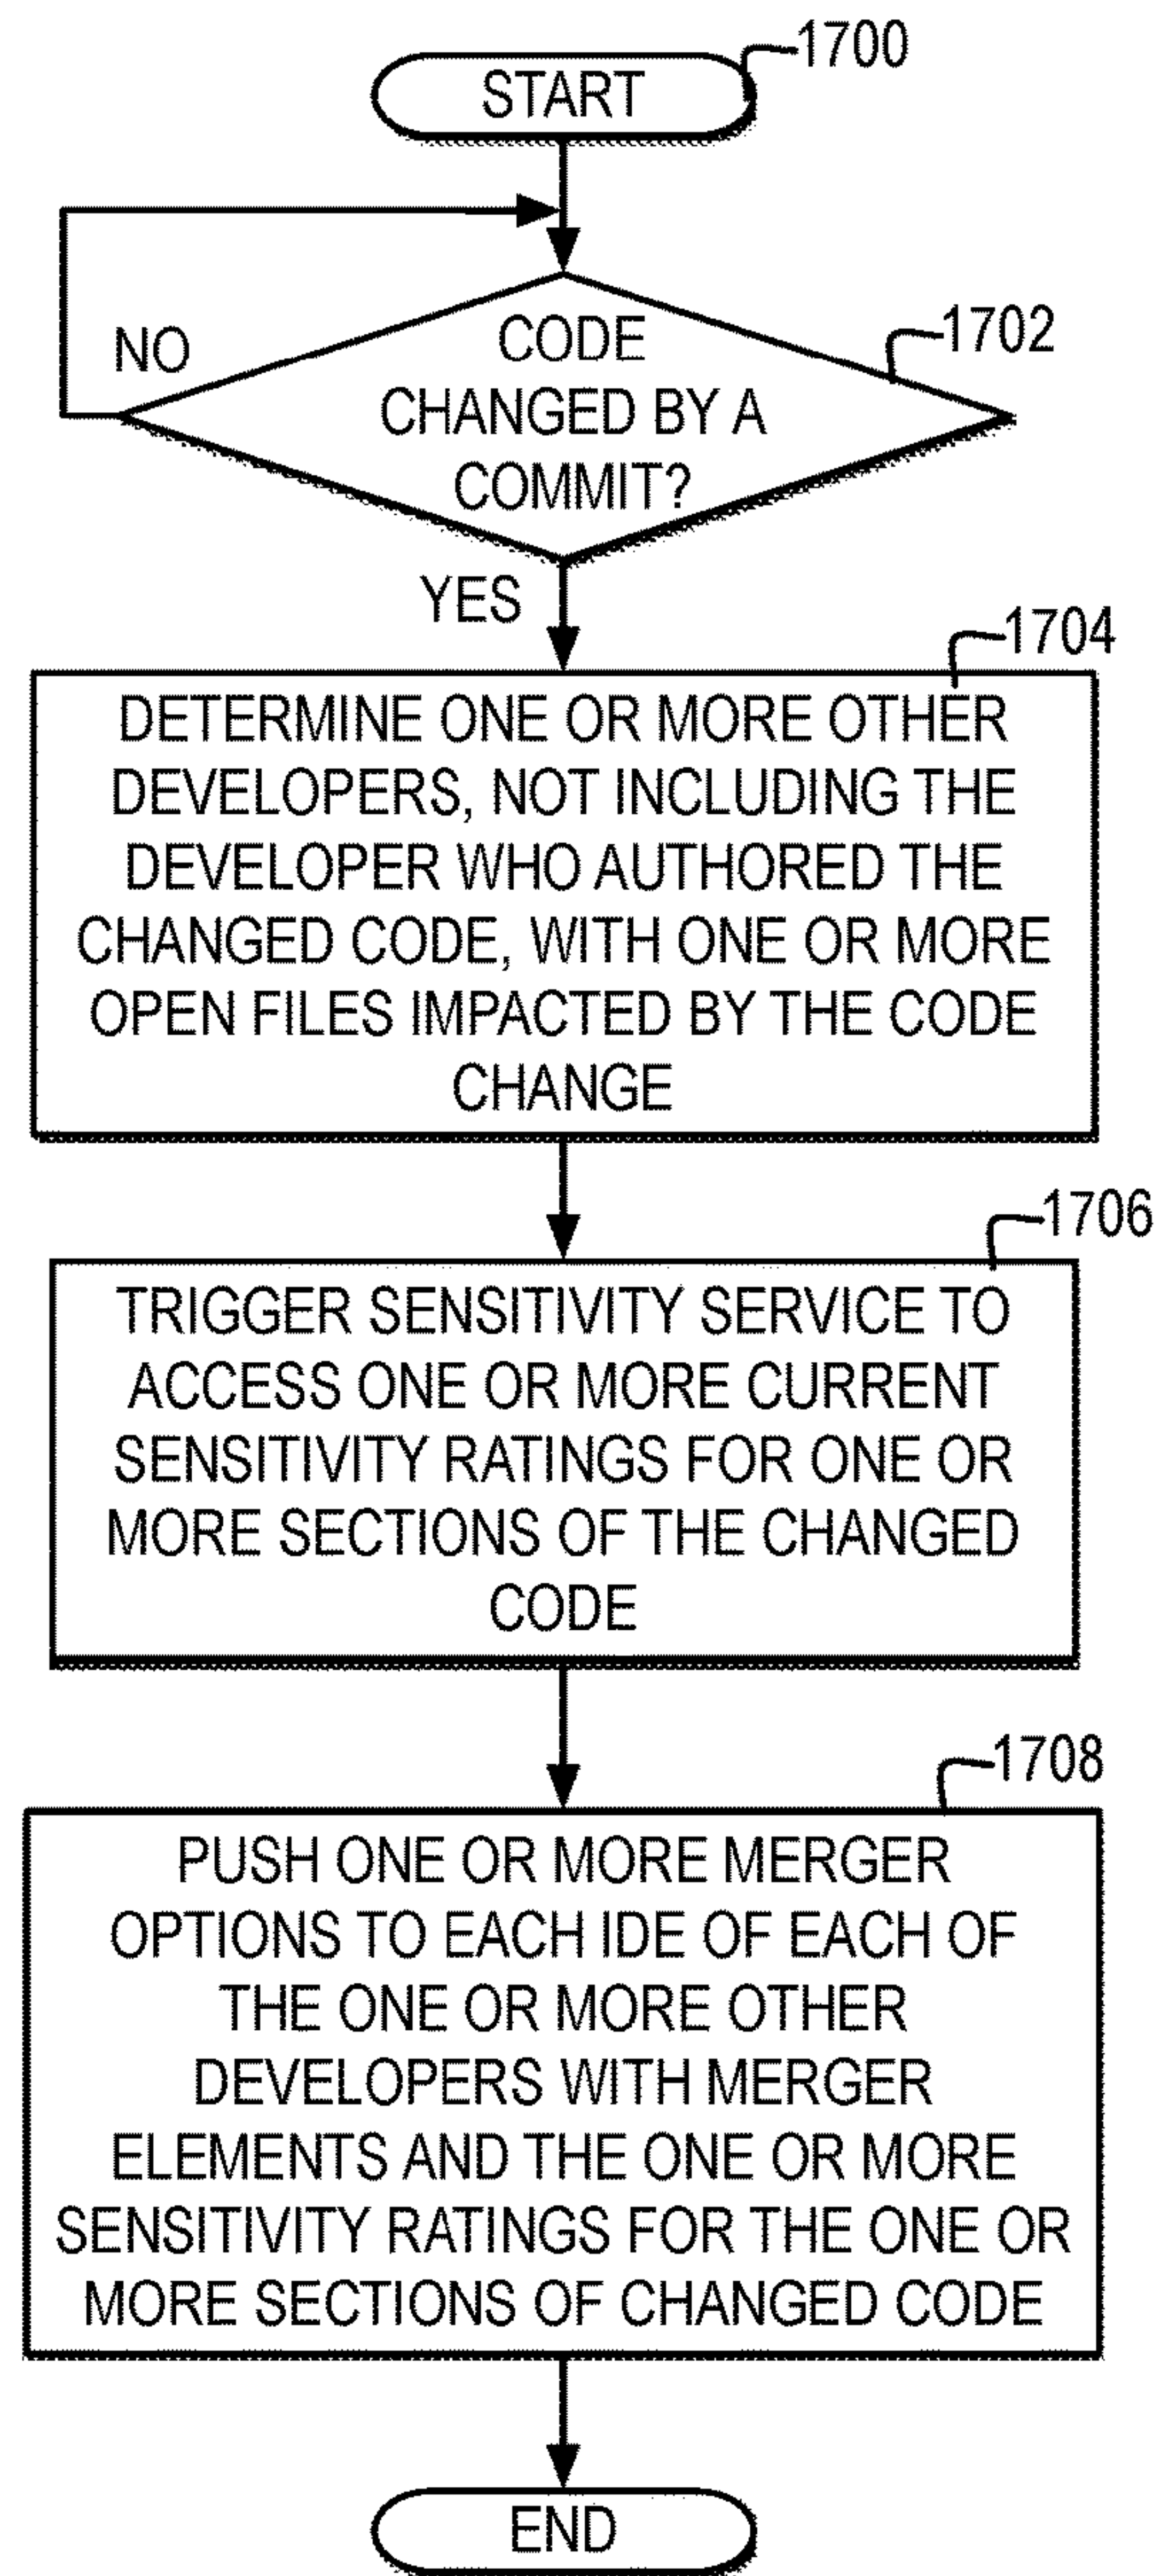 1700
START
1702
NO
CODE
CHANGED BY A
COMMIT?
YES
1704
DETERMINE ONE OR MORE OTHER
DEVELOPERS, NOT INCLUDING THE
DEVELOPER WHO AUTHORED THE
CHANGED CODE, WITH ONE OR MORE
OPEN FILES IMPACTED BY THE CODE
CHANGE
1706
TRIGGER SENSITIVITY SERVICE TO
ACCESS ONE OR MORE CURRENT
SENSITIVITY RATINGS FOR ONE OR
MORE SECTIONS OF THE CHANGED
CODE
1708
PUSH ONE OR MORE MERGER
OPTIONS TO EACH IDE OF EACH OF
THE ONE OR MORE OTHER
DEVELOPERS WITH MERGER
ELEMENTS AND THE ONE OR MORE
SENSITIVITY RATINGS FOR THE ONE OR
MORE SECTIONS OF CHANGED CODE
END